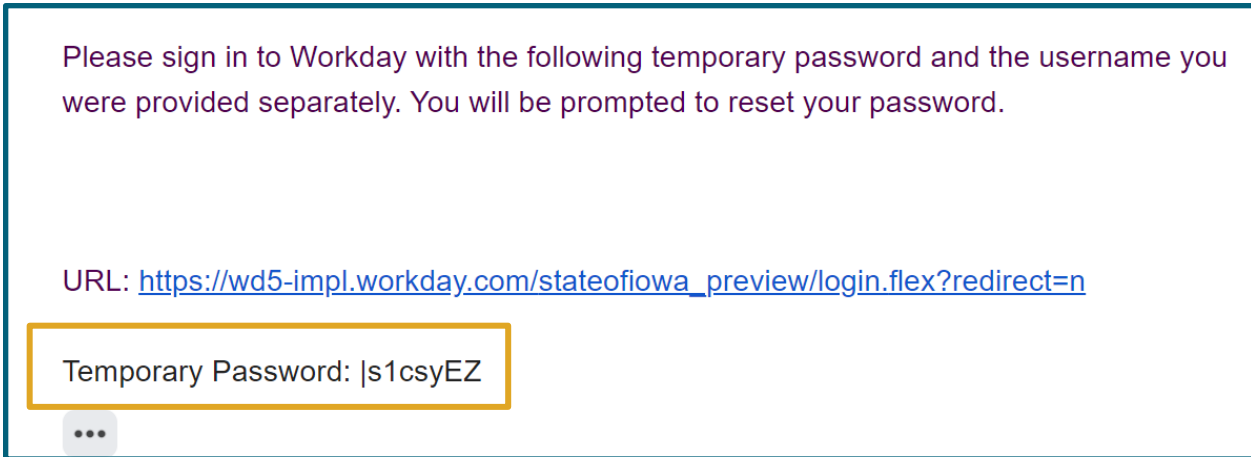 Please sign in to Workday with the following temporary password and the username you
were provided separately. You will be prompted to reset your password.
URL: https://wd5-impl.workday.com/stateofiowa_preview/login.flex?redirect=n
Temporary Password: |s1csyEZ